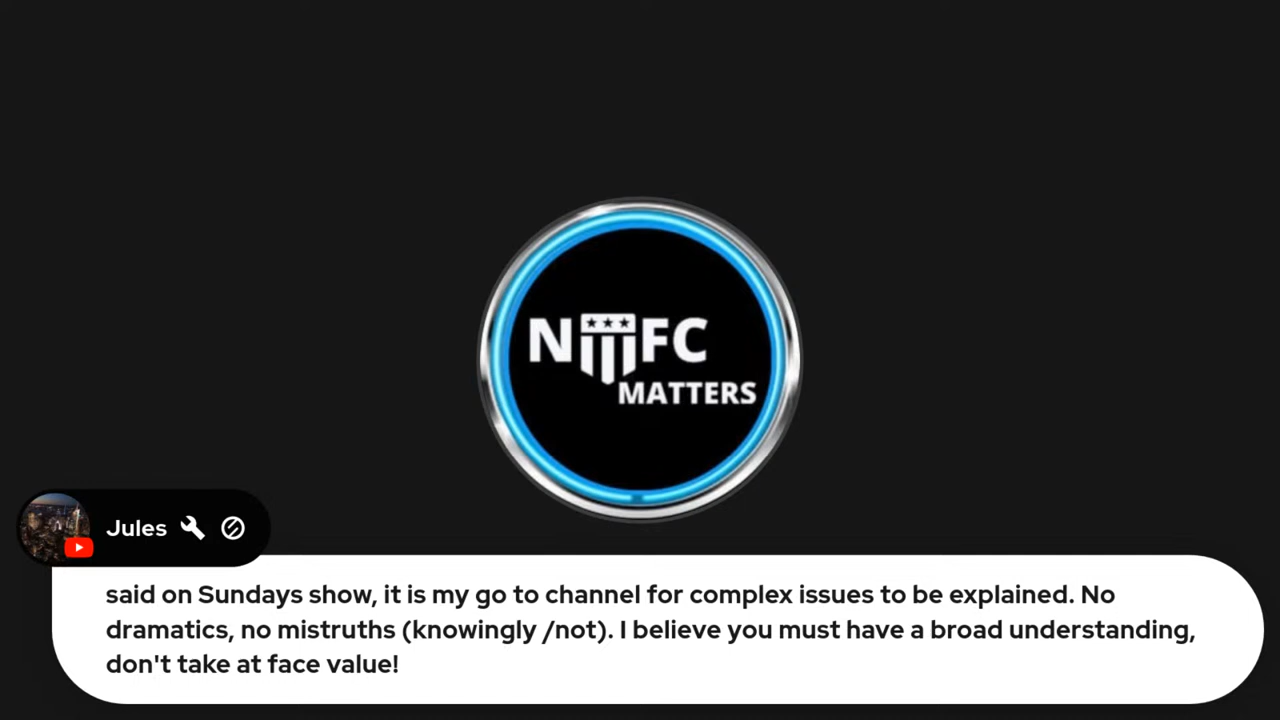 NUFC
MATTERS
Jules
said on Sundays show, it is my go to channel for complex issues to be explained. No
dramatics, no mistruths (knowingly /not). I believe you must have a broad understanding,
don't take at face value!